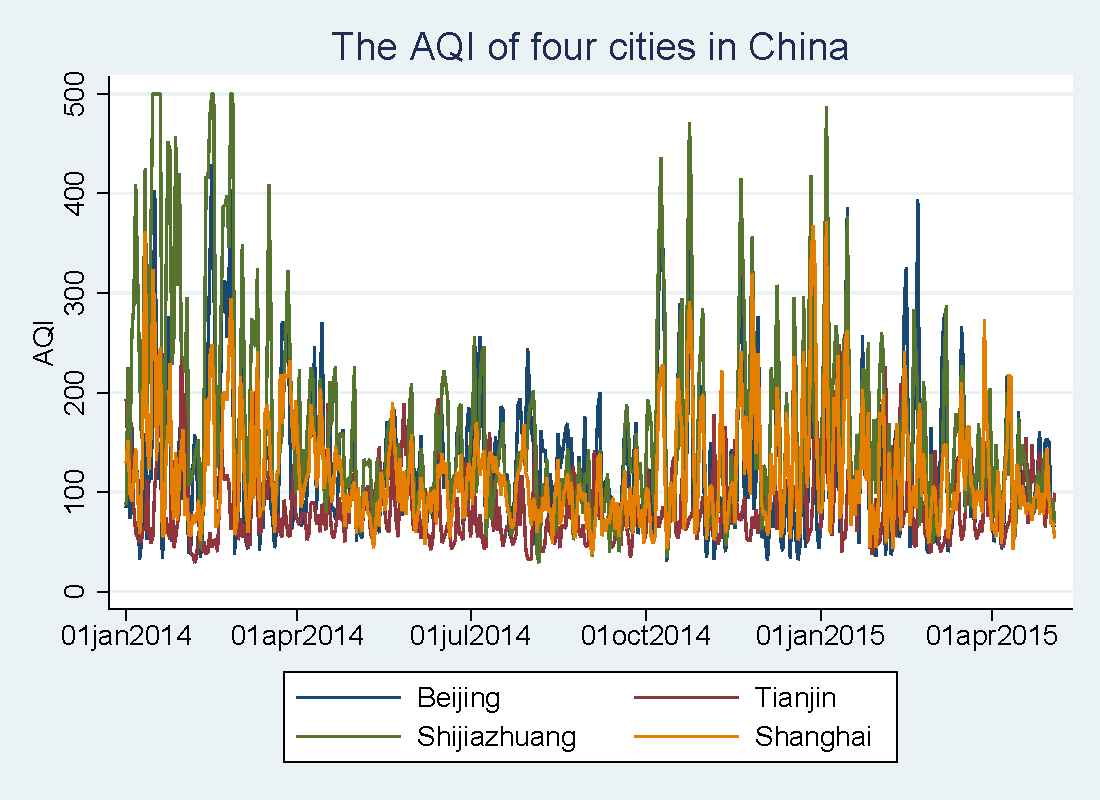 The AQI of four cities in China
AQI
500
400
300
200
100
0
01jan2014 01apr2014 01jul2014 01oct2014 01jan2015 01apr2015
Beijing Tianjin
Shijiazhuang Shanghai